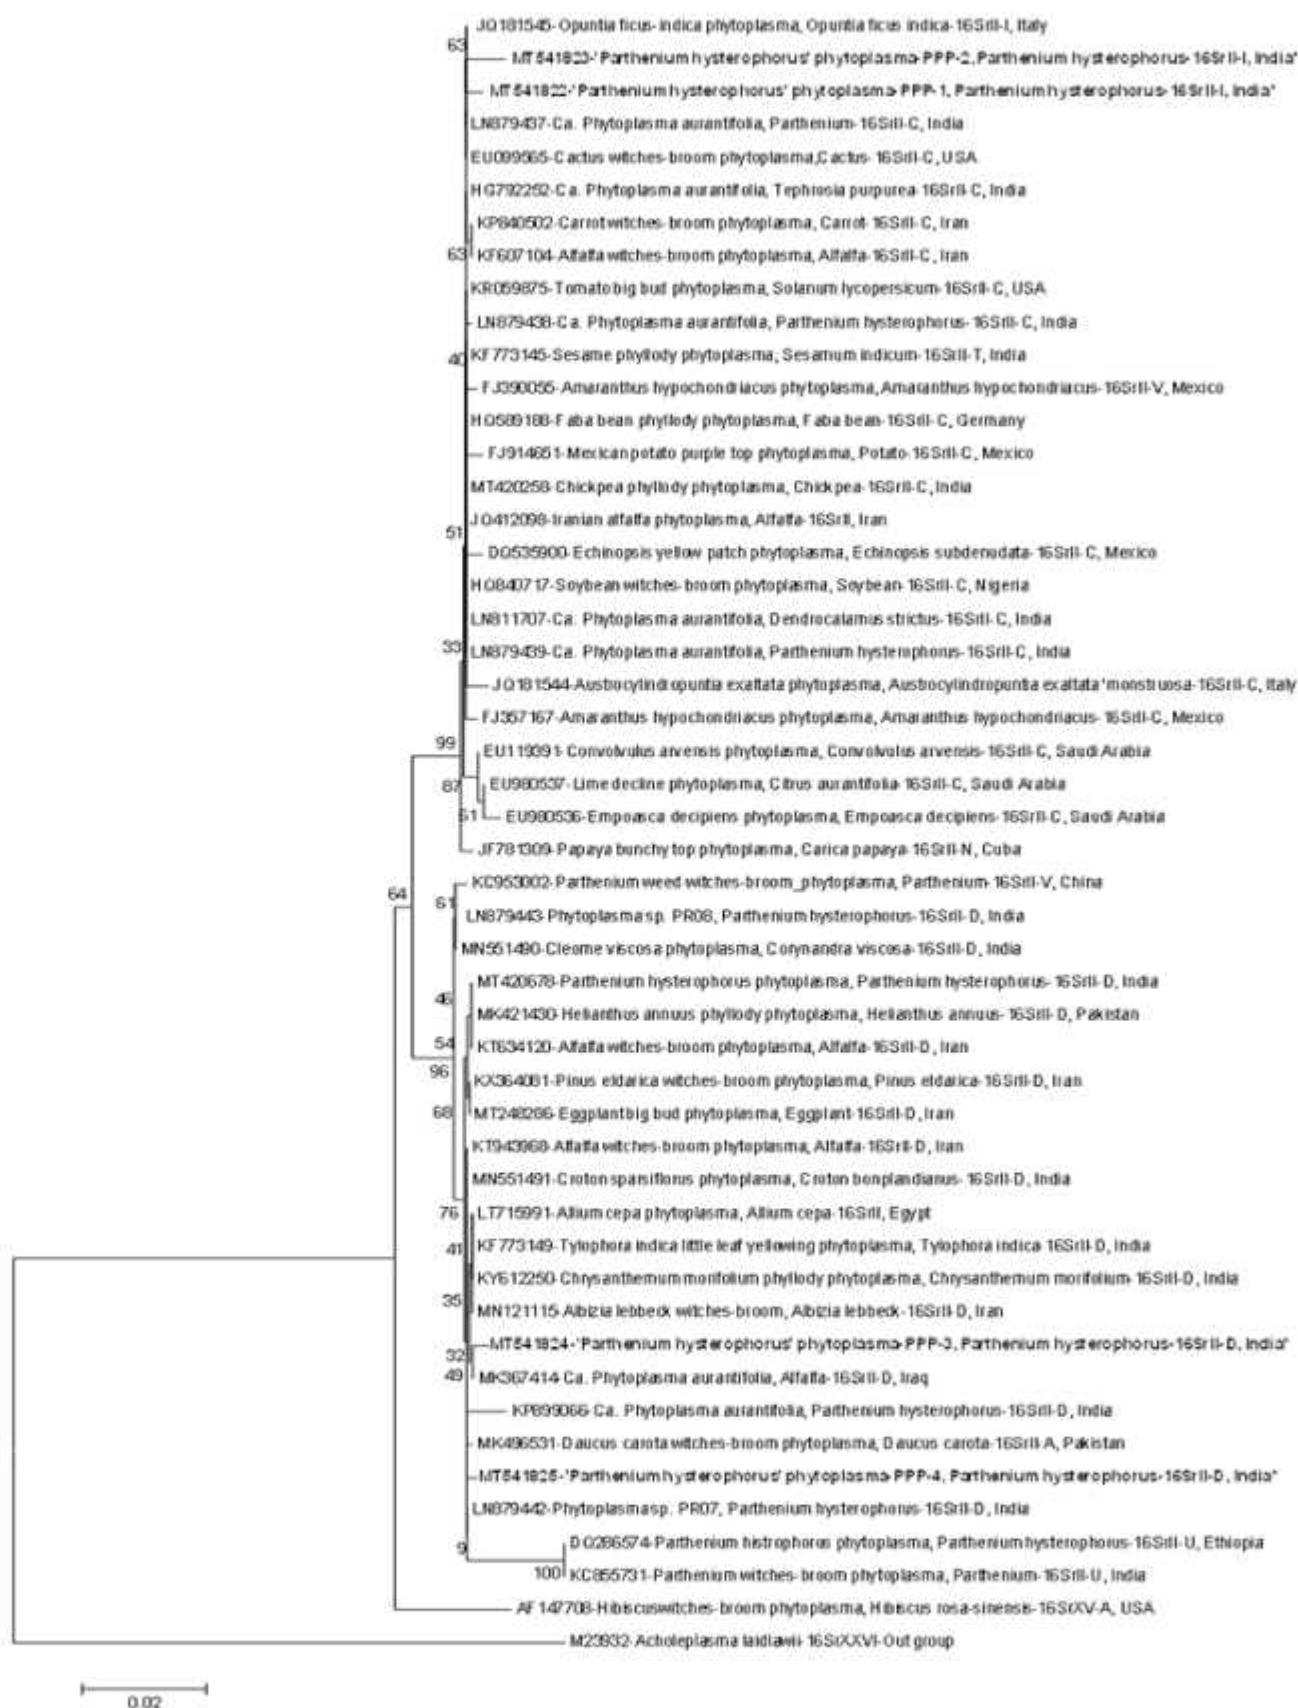 JQ181545-Opuntia ficus-indica phytoplasma, Opuntia ficus indica-16SrII-I, Italy
63
MT541823-'Parthenium hysterophorus' phytoplasma-PPP-2, Parthenium hysterophorus-16SrII-I, India*
MT541822-'Parthenium hysterophorus' phytoplasma-PPP-1, Parthenium hysterophorus-16SrII-I, India*
LN879437-Ca. Phytoplasma aurantifolia, Parthenium-16SrII-C, India
EU099565-Cactus witches-broom phytoplasma,Cactus-16SrII-C, USA
HG792252-Ca. Phytoplasma aurantifolia, Tephrosia purpurea-16SrII-C, India
KP840502-Carrot witches-broom phytoplasma, Carrot-16SrII-C, Iran
63
KF607104-Alfalfa witches-broom phytoplasma, Alfalfa-16SrII-C, Iran
KR059875-Tomato big bud phytoplasma, Solanum lycopersicum-16SrII-C, USA
LN879438-Ca. Phytoplasma aurantifolia, Parthenium hysterophorus-16SrII-C, India
40
KF773145-Sesame phyllody phytoplasma, Sesamum indicum-16SrII-T, India
FJ390055-Amaranthus hypochondriacus phytoplasma, Amaranthus hypochondriacus-16SrII-V, Mexico
HQ589188-Faba bean phyllody phytoplasma, Faba bean-16SrII-C, Germany
FJ914651-Mexican potato purple top phytoplasma, Potato-16SrII-C, Mexico
MT420258-Chickpea phyllody phytoplasma, Chickpea-16SrII-C, India
JQ412098-Iranian alfalfa phytoplasma, Alfalfa-16SrII, Iran
51
DQ535900-Echinopsis yellow patch phytoplasma, Echinopsis subdenudata-16SrII-C, Mexico
HQ840717-Soybean witches-broom phytoplasma, Soybean-16SrII-C, Nigeria
LN811707-Ca. Phytoplasma aurantifolia, Dendrocalamus strictus-16SrII-C, India
33
LN879439-Ca. Phytoplasma aurantifolia, Parthenium hysterophorus-16SrII-C, India
JQ181544-Austrocylindropuntia exaltata phytoplasma, Austrocylindropuntia exaltata 'monstruosa-16SrII-C, Italy
FJ357167-Amaranthus hypochondriacus phytoplasma, Amaranthus hypochondriacus-16SrII-C, Mexico
99
EU119391-Convolvulus arvensis phytoplasma, Convolvulus arvensis-16SrII-C, Saudi Arabia
87
EU980537-Lime decline phytoplasma, Citrus aurantifolia-16SrII-C, Saudi Arabia
51
EU980536-Empoasca decipiens phytoplasma, Empoasca decipiens-16SrII-C, Saudi Arabia
JF781309-Papaya bunchy top phytoplasma, Carica papaya-16SrII-N, Cuba
KC953002-Parthenium weed witches-broom_phytoplasma, Parthenium-16SrII-V, China
64
61
LN879443-Phytoplasma sp. PR08, Parthenium hysterophorus-16SrII-D, India
MN551490-Cleome viscosa phytoplasma, Corynandra viscosa-16SrII-D, India
MT420678-Parthenium hysterophorus phytoplasma, Parthenium hysterophorus-16SrII-D, India
46
MK421430-Helianthus annuus phyllody phytoplasma, Helianthus annuus-16SrII-D, Pakistan
54
KT634120-Alfalfa witches-broom phytoplasma, Alfalfa-16SrII-D, Iran
96
KX364081-Pinus eldarica witches-broom phytoplasma, Pinus eldarica-16SrII-D, Iran
68
MT248286-Eggplant big bud phytoplasma, Eggplant-16SrII-D, Iran
KT943968-Alfalfa witches-broom phytoplasma, Alfalfa-16SrII-D, Iran
MN551491-Croton sparsiflorus phytoplasma, Croton bonplandianus-16SrII-D, India
76
LT715991-Allium cepa phytoplasma, Allium cepa-16SrII, Egypt
41
KF773149-Tylophora indica little leaf yellowing phytoplasma, Tylophora indica-16SrII-D, India
KY612250-Chrysanthemum morifolium phyllody phytoplasma, Chrysanthemum morifolium-16SrII-D, India
35
MN121115-Albizia lebbeck witches-broom, Albizia lebbeck-16SrII-D, Iran
MT541824-'Parthenium hysterophorus' phytoplasma-PPP-3, Parthenium hysterophorus-16SrII-D, India*
32
49
MK367414-Ca. Phytoplasma aurantifolia, Alfalfa-16SrII-D, Iraq
KP899066-Ca. Phytoplasma aurantifolia, Parthenium hysterophorus-16SrII-D, India
MK496531-Daucus carota witches-broom phytoplasma, Daucus carota-16SrII-A, Pakistan
MT541825-'Parthenium hysterophorus' phytoplasma-PPP-4, Parthenium hysterophorus-16SrII-D, India*
LN879442-Phytoplasma sp. PR07, Parthenium hysterophorus-16SrII-D, India
DQ286574-Parthenium histrophorus phytoplasma, Parthenium hysterophorus-16SrII-U, Ethiopia
9
100
KC855731-Parthenium witches-broom phytoplasma, Parthenium-16SrII-U, India
AF147708-Hibiscus witches-broom phytoplasma, Hibiscus rosa-sinensis-16SrXV-A, USA
M23932-Acholeplasma laidlawii-16SrXXVI-Out group
0.02